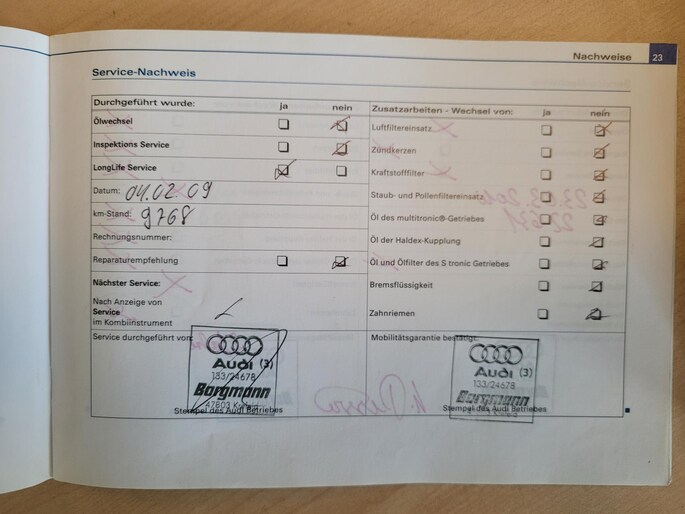 Nachweise 23
Service-Nachweis
Durchgeführt wurde: ja nein
Ölwechsel
Inspektions Service
LongLife Service
Datum: 04.02.09
km-Stand: 9768
Rechnungsnummer:
Reparaturempfehlung
Nächster Service:
Nach Anzeige von
Service
im Kombiinstrument
Service durchgeführt von:
Audi (3)
133/24678
Borgmann
47803 Krefeld
Stempel des Audi Betriebes
Zusatzarbeiten - Wechsel von: ja nein
Luftfiltereinsatz
Zündkerzen
Kraftstofffilter
Staub- und Pollenfiltereinsatz
Öl des multitronic®-Getriebes
Öl der Haldex-Kupplung
Öl und Ölfilter des S tronic Getriebes
Bremsflüssigkeit
Zahnriemen
Mobilitätsgarantie bestätigt:
Audi (3)
133/24678
Borgmann
Stempel des Audi Betriebes